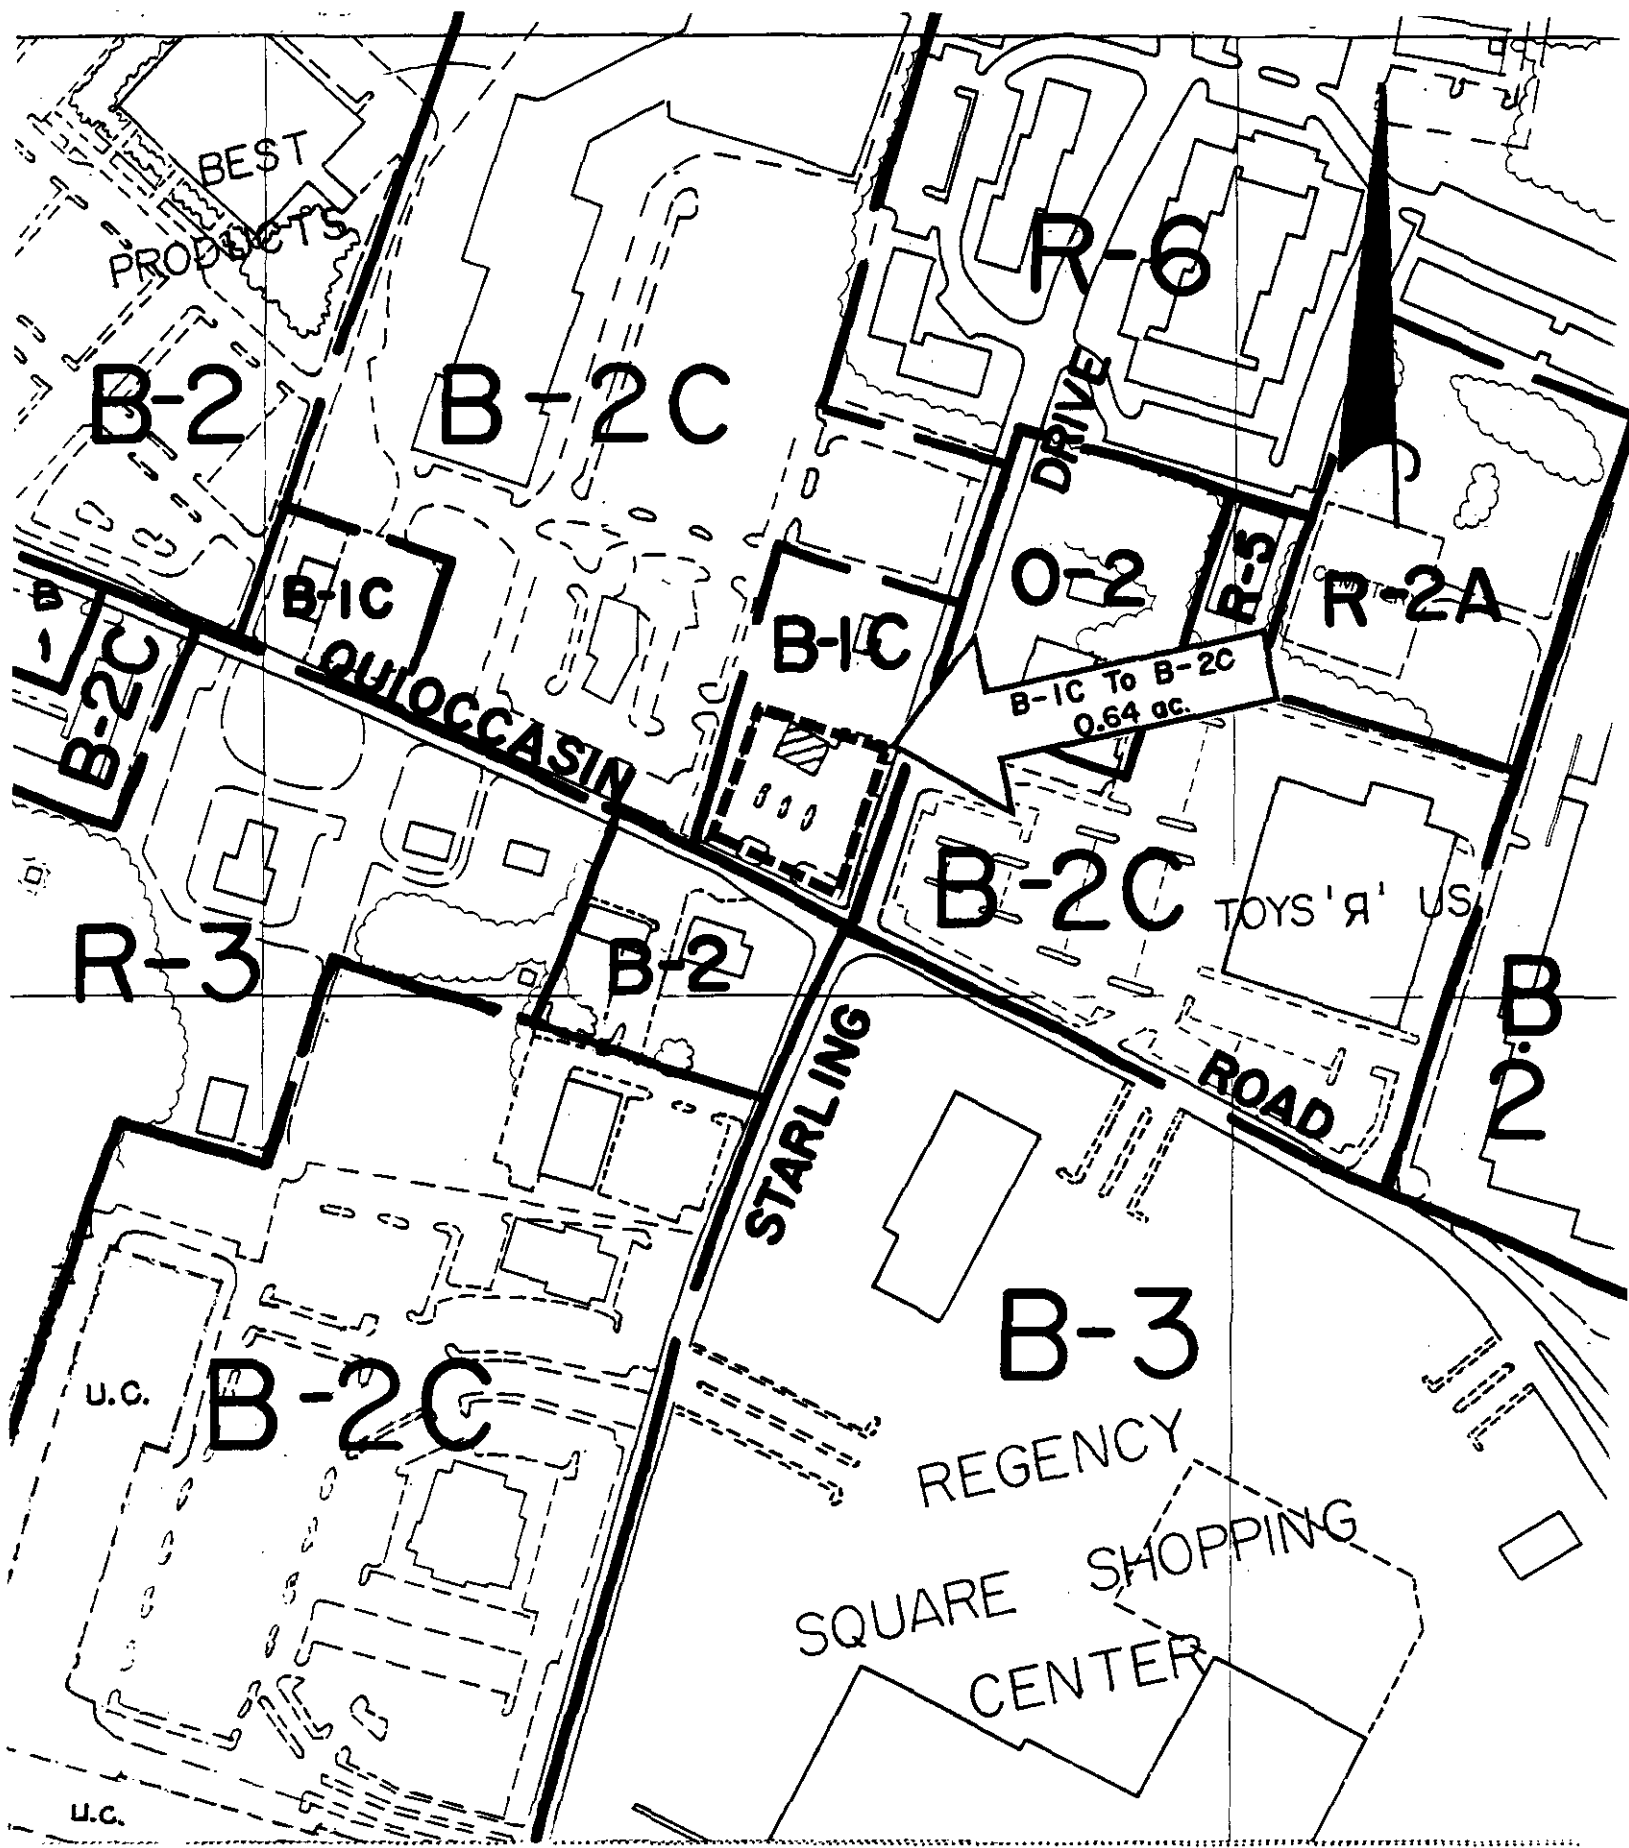 BEST
PRODUCTS
R-6
B-2
B-2C
DRIVE
B-1C
O-2
R-5
R-2A
B
1
B-2C
QUIOCCASIN
B-1C
B-1C To B-2C
0.64 ac.
B-2C
TOYS 'Я' US
R-3
B-2
B-2
STARLING
ROAD
B-3
U.C.
B-2C
REGENCY
SQUARE SHOPPING
CENTER
U.C.